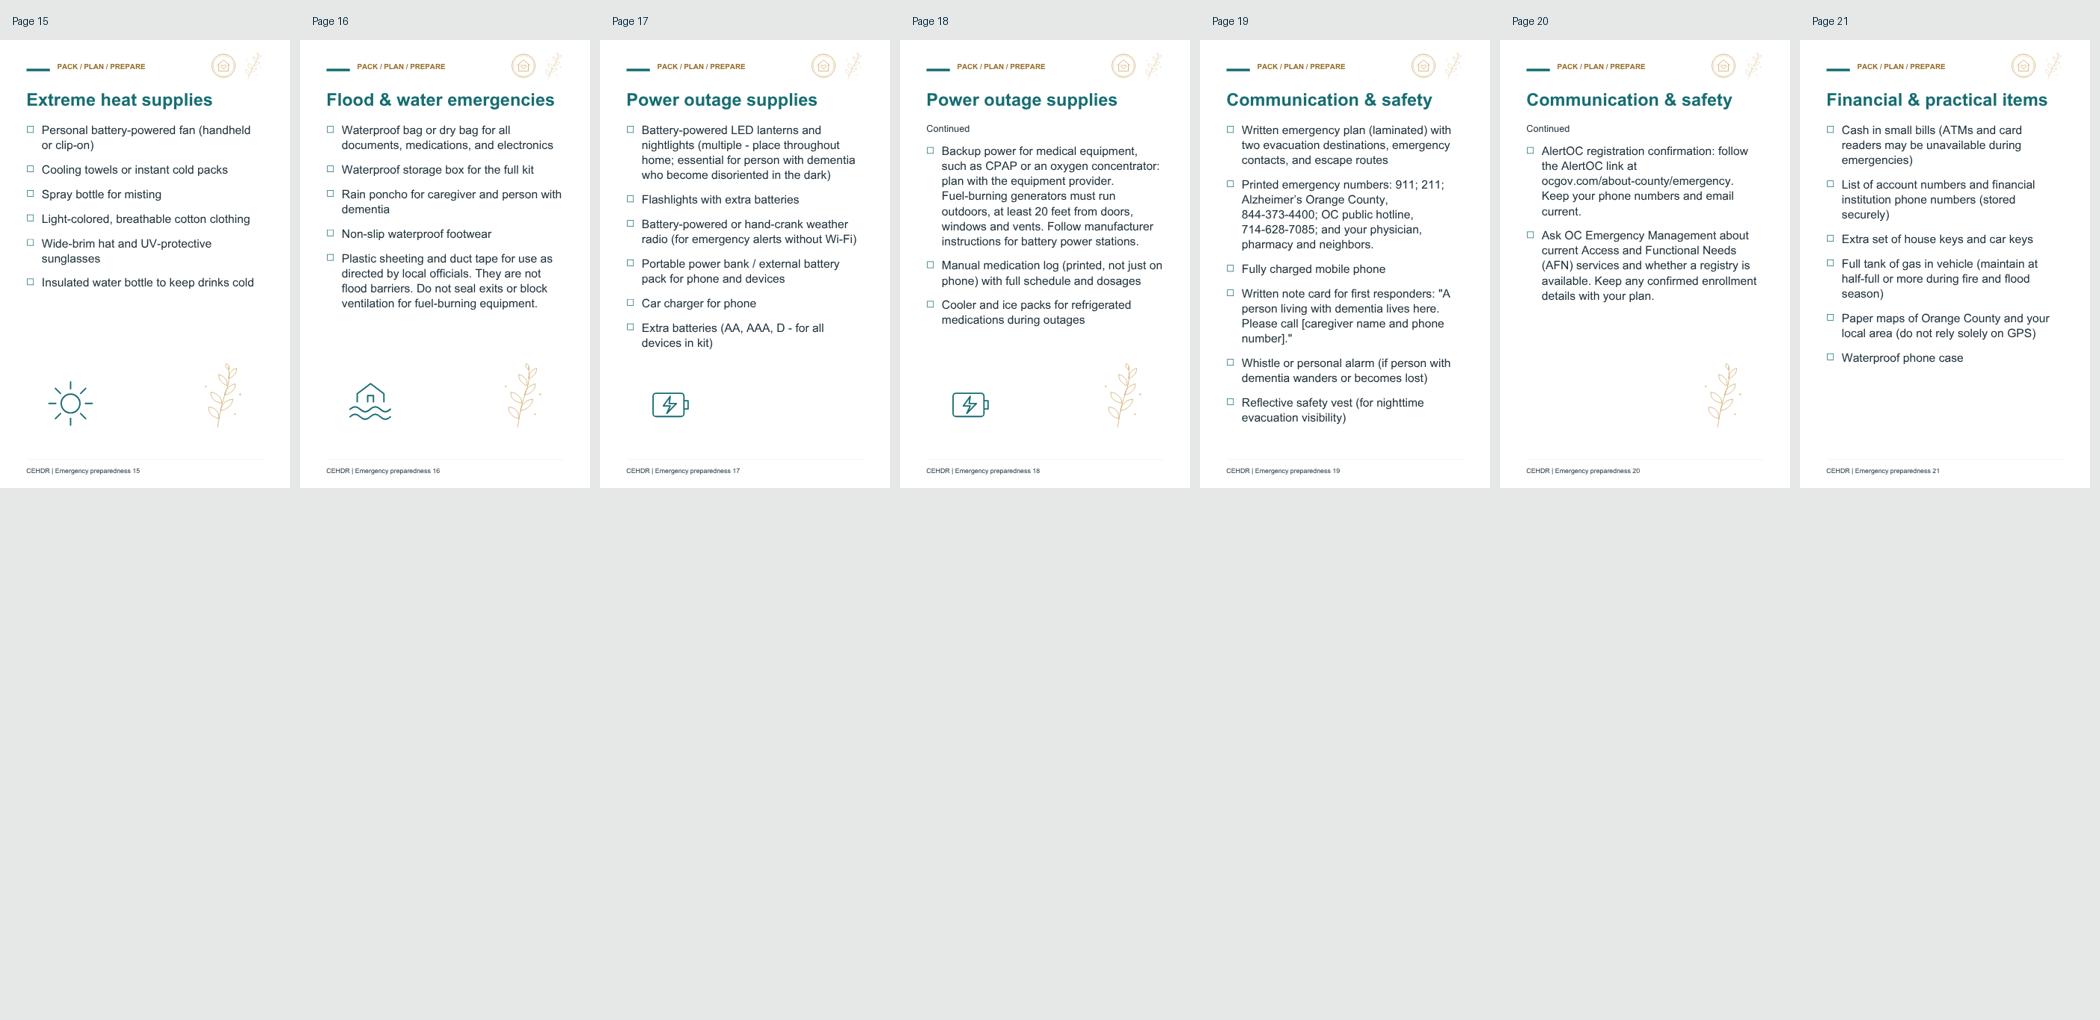 Page 15
PACK / PLAN / PREPARE
Extreme heat supplies
Personal battery-powered fan (handheld
or clip-on)
Cooling towels or instant cold packs
Spray bottle for misting
Light-colored, breathable cotton clothing
Wide-brim hat and UV-protective
sunglasses
Insulated water bottle to keep drinks cold
CEHDR | Emergency preparedness 15
Page 16
PACK / PLAN / PREPARE
Flood & water emergencies
Waterproof bag or dry bag for all
documents, medications, and electronics
Waterproof storage box for the full kit
Rain poncho for caregiver and person with
dementia
Non-slip waterproof footwear
Plastic sheeting and duct tape for use as
directed by local officials. They are not
flood barriers. Do not seal exits or block
ventilation for fuel-burning equipment.
CEHDR | Emergency preparedness 16
Page 17
PACK / PLAN / PREPARE
Power outage supplies
Battery-powered LED lanterns and
nightlights (multiple - place throughout
home; essential for person with dementia
who become disoriented in the dark)
Flashlights with extra batteries
Battery-powered or hand-crank weather
radio (for emergency alerts without Wi-Fi)
Portable power bank / external battery
pack for phone and devices
Car charger for phone
Extra batteries (AA, AAA, D - for all
devices in kit)
CEHDR | Emergency preparedness 17
Page 18
PACK / PLAN / PREPARE
Power outage supplies
Continued
Backup power for medical equipment,
such as CPAP or an oxygen concentrator:
plan with the equipment provider.
Fuel-burning generators must run
outdoors, at least 20 feet from doors,
windows and vents. Follow manufacturer
instructions for battery power stations.
Manual medication log (printed, not just on
phone) with full schedule and dosages
Cooler and ice packs for refrigerated
medications during outages
CEHDR | Emergency preparedness 18
Page 19
PACK / PLAN / PREPARE
Communication & safety
Written emergency plan (laminated) with
two evacuation destinations, emergency
contacts, and escape routes
Printed emergency numbers: 911; 211;
Alzheimer's Orange County,
844-373-4400; OC public hotline,
714-628-7085; and your physician,
pharmacy and neighbors.
Fully charged mobile phone
Written note card for first responders: "A
person living with dementia lives here.
Please call [caregiver name and phone
number]."
Whistle or personal alarm (if person with
dementia wanders or becomes lost)
Reflective safety vest (for nighttime
evacuation visibility)
CEHDR | Emergency preparedness 19
Page 20
PACK / PLAN / PREPARE
Communication & safety
Continued
AlertOC registration confirmation: follow
the AlertOC link at
ocgov.com/about-county/emergency.
Keep your phone numbers and email
current.
Ask OC Emergency Management about
current Access and Functional Needs
(AFN) services and whether a registry is
available. Keep any confirmed enrollment
details with your plan.
CEHDR | Emergency preparedness 20
Page 21
PACK / PLAN / PREPARE
Financial & practical items
Cash in small bills (ATMs and card
readers may be unavailable during
emergencies)
List of account numbers and financial
institution phone numbers (stored
securely)
Extra set of house keys and car keys
Full tank of gas in vehicle (maintain at
half-full or more during fire and flood
season)
Paper maps of Orange County and your
local area (do not rely solely on GPS)
Waterproof phone case
CEHDR | Emergency preparedness 21